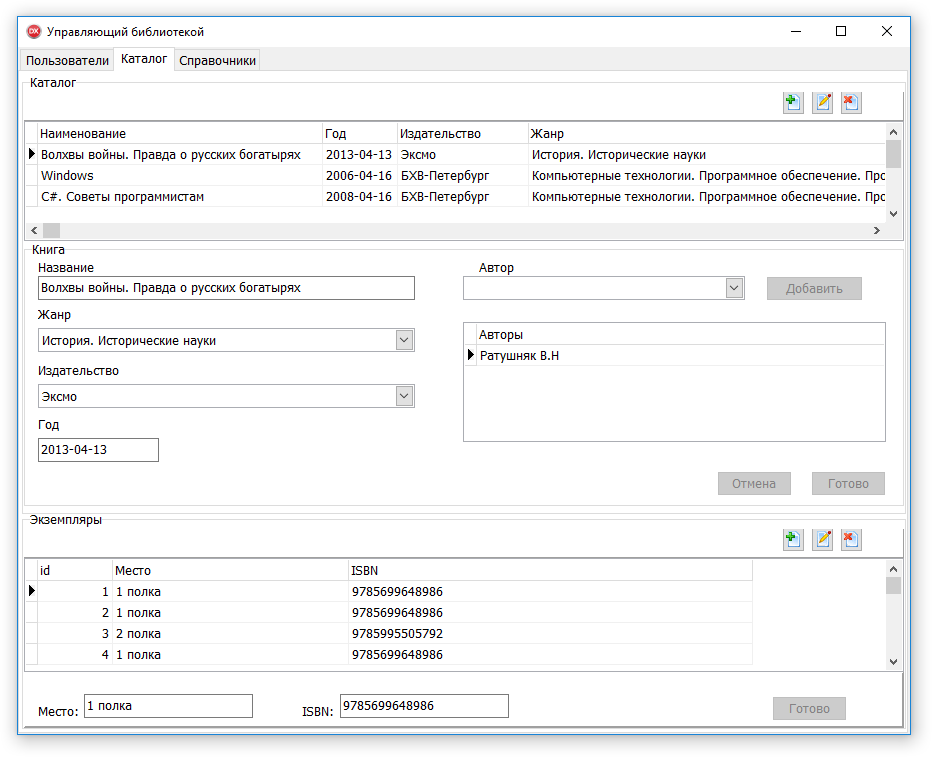 DX Управляющий библиотекой
Пользователи Каталог Справочники
Каталог
Наименование Год Издательство Жанр
Волхвы войны. Правда о русских богатырях 2013-04-13 Эксмо История. Исторические науки
Windows 2006-04-16 БХВ-Петербург Компьютерные технологии. Программное обеспечение. Про
C#. Советы программистам 2008-04-16 БХВ-Петербург Компьютерные технологии. Программное обеспечение. Про
Книга
Название
Волхвы войны. Правда о русских богатырях
Жанр
История. Исторические науки
Издательство
Эксмо
Год
2013-04-13
Автор
Добавить
Авторы
Ратушняк В.Н
Отмена Готово
Экземпляры
id Место ISBN
1 1 полка 9785699648986
2 1 полка 9785699648986
3 2 полка 9785995505792
4 1 полка 9785699648986
Место: 1 полка ISBN: 9785699648986 Готово